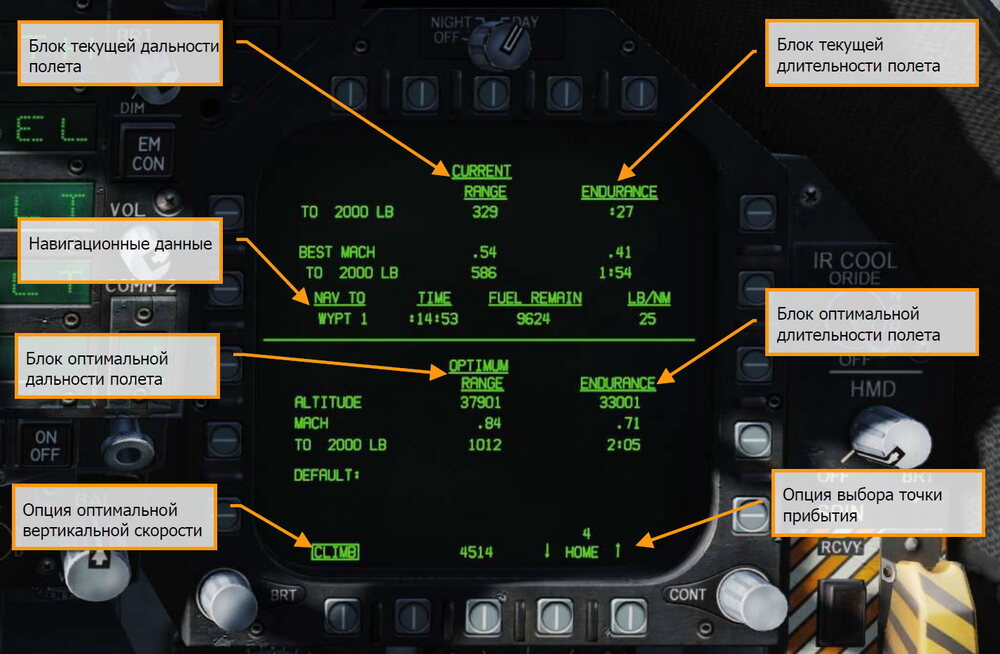 Блок текущей дальности
полета
Блок текущей
длительности полета
NIGHT DAY
OFF
BRT
DIM
SEL
EM
CON
VOL
COMM 2
Навигационные данные
CURRENT
RANGE ENDURANCE
TO 2000 LB 329 :27
BEST MACH .54 .41
TO 2000 LB 586 1:54
NAV TO TIME FUEL REMAIN LB/NM
WYPT 1 :14:53 9624 25
IR COOL
ORIDE
N
OFF
HMD
OFF BRT
Блок оптимальной
длительности полета
Блок оптимальной
дальности полета
OPTIMUM
RANGE ENDURANCE
ALTITUDE 37901 33001
MACH .84 .71
TO 2000 LB 1012 2:05
DEFAULT:
ON
OFF
BAL
Опция оптимальной
вертикальной скорости
Опция выбора точки
прибытия
4
CLIMB 4514 ↓ HOME ↑
SPIN
RCVY
BRT
CONT